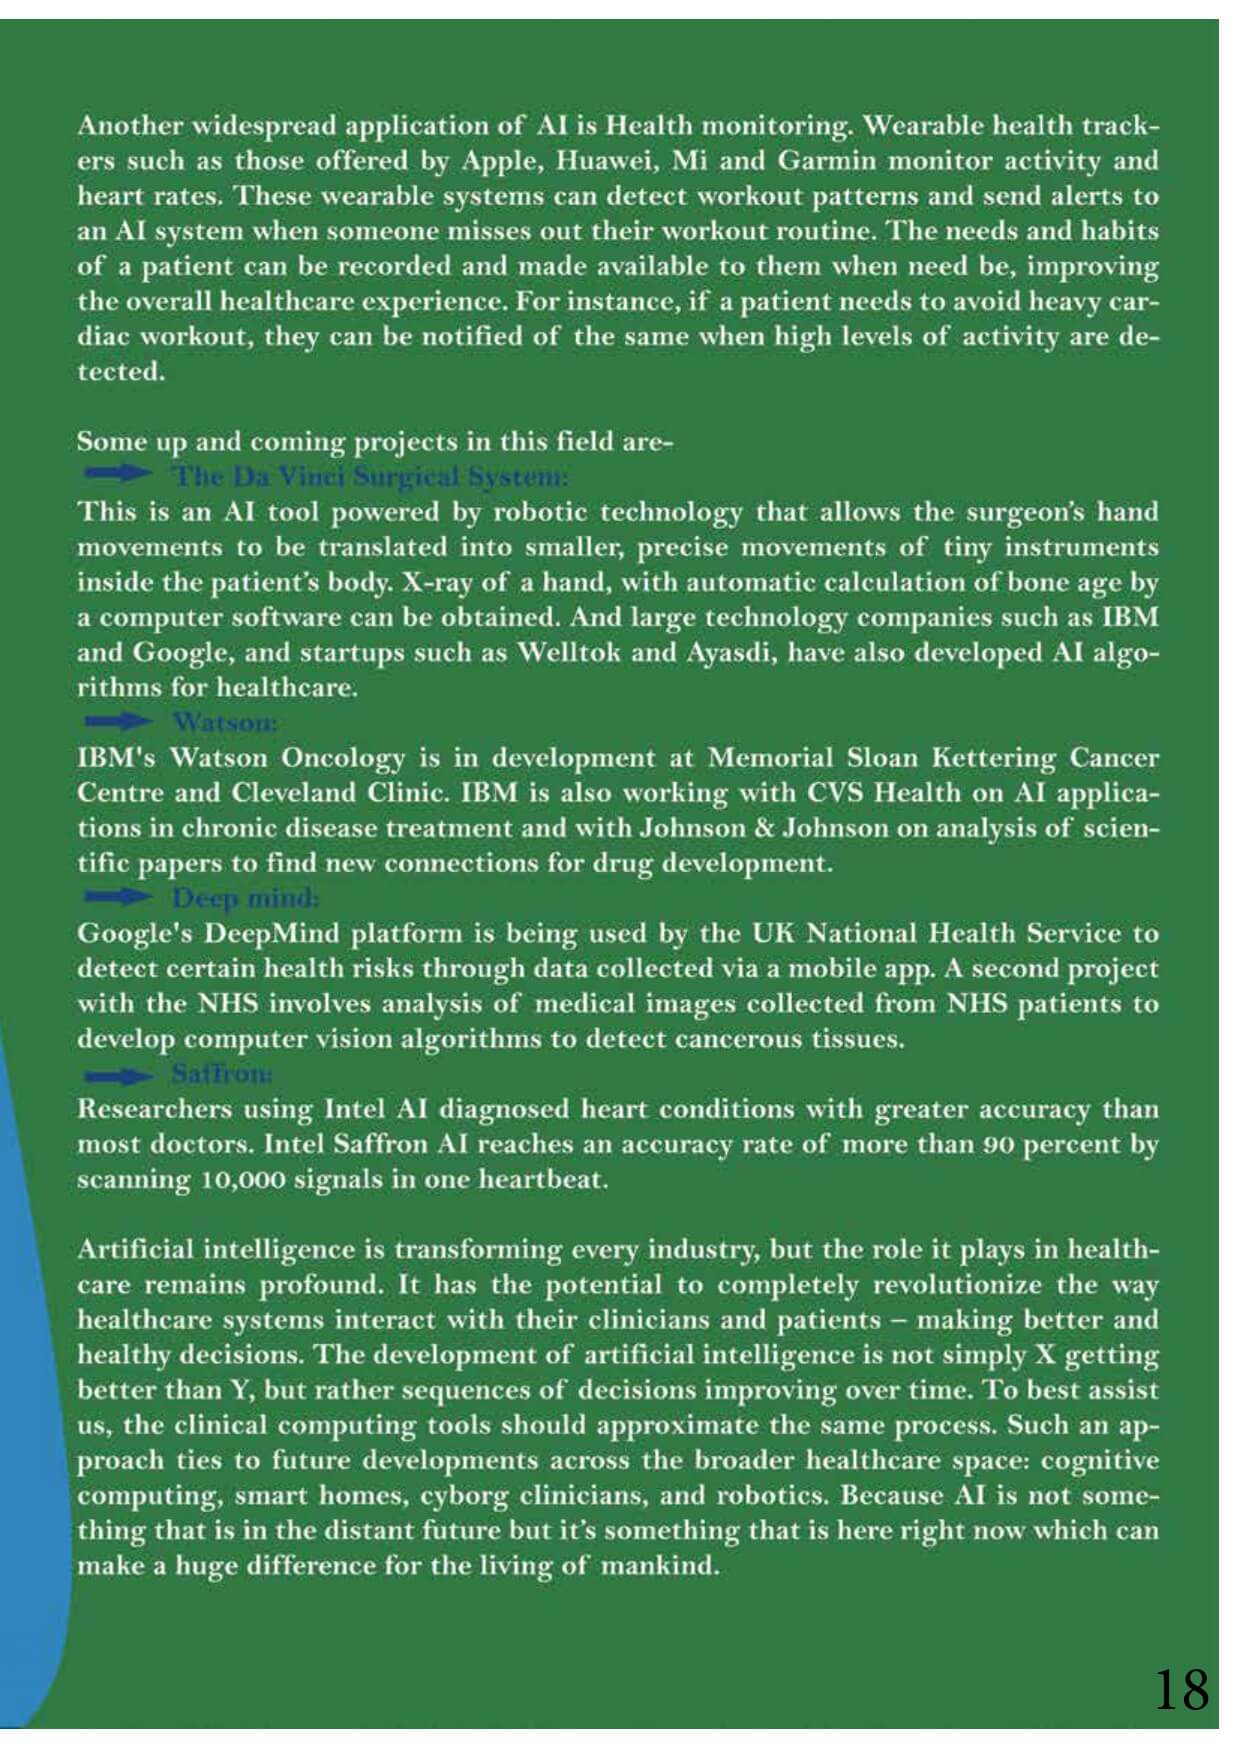 Another widespread application of AI is Health monitoring. Wearable health track-
ers such as those offered by Apple, Huawei, Mi and Garmin monitor activity and
heart rates. These wearable systems can detect workout patterns and send alerts to
an AI system when someone misses out their workout routine. The needs and habits
of a patient can be recorded and made available to them when need be, improving
the overall healthcare experience. For instance, if a patient needs to avoid heavy car-
diac workout, they can be notified of the same when high levels of activity are de-
tected.
Some up and coming projects in this field are-
The Da Vinci Surgical System:
This is an AI tool powered by robotic technology that allows the surgeon’s hand
movements to be translated into smaller, precise movements of tiny instruments
inside the patient’s body. X-ray of a hand, with automatic calculation of bone age by
a computer software can be obtained. And large technology companies such as IBM
and Google, and startups such as Welltok and Ayasdi, have also developed AI algo-
rithms for healthcare.
Watson:
IBM's Watson Oncology is in development at Memorial Sloan Kettering Cancer
Centre and Cleveland Clinic. IBM is also working with CVS Health on AI applica-
tions in chronic disease treatment and with Johnson & Johnson on analysis of scien-
tific papers to find new connections for drug development.
Deep mind:
Google's DeepMind platform is being used by the UK National Health Service to
detect certain health risks through data collected via a mobile app. A second project
with the NHS involves analysis of medical images collected from NHS patients to
develop computer vision algorithms to detect cancerous tissues.
Saffron:
Researchers using Intel AI diagnosed heart conditions with greater accuracy than
most doctors. Intel Saffron AI reaches an accuracy rate of more than 90 percent by
scanning 10,000 signals in one heartbeat.
Artificial intelligence is transforming every industry, but the role it plays in health-
care remains profound. It has the potential to completely revolutionize the way
healthcare systems interact with their clinicians and patients – making better and
healthy decisions. The development of artificial intelligence is not simply X getting
better than Y, but rather sequences of decisions improving over time. To best assist
us, the clinical computing tools should approximate the same process. Such an ap-
proach ties to future developments across the broader healthcare space: cognitive
computing, smart homes, cyborg clinicians, and robotics. Because AI is not some-
thing that is in the distant future but it’s something that is here right now which can
make a huge difference for the living of mankind.
18